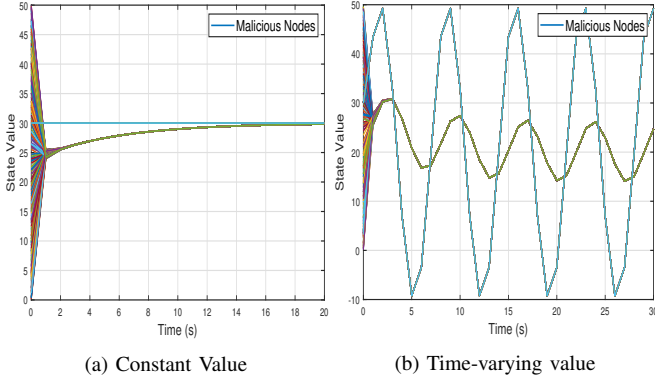 Malicious Nodes
50
45
40
35
30
25
20
15
10
5
0
State Value
0 2 4 6 8 10 12 14 16 18 20
Time (s)
(a) Constant Value
Malicious Nodes
50
40
30
20
10
0
-10
State Value
0 5 10 15 20 25 30
Time (s)
(b) Time-varying value